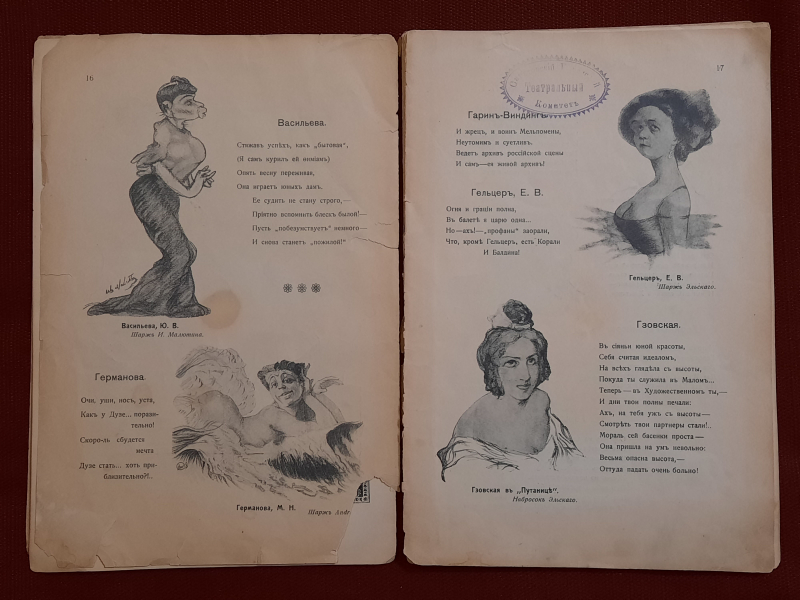 16
Васильева.
Стяжавъ успѣхъ, какъ „бытовая“,
(Я самъ курилъ ей ѳиміамъ)
Опять весну переживая,
Она играетъ юныхъ дамъ.
Ее судить не стану строго,—
Пріятно вспомнить блескъ былой!—
Пусть „побезумствуетъ“ немного—
И снова станетъ „пожилой!“
Васильева, Ю. В.
Шаржъ Н. Малютина.
Германова.
Очи, уши, носъ, уста,
Какъ у Дузе... порази-
тельно!
Скоро-ль сбудется
мечта
Дузе стать... хоть при-
близительно?!..
Германова, М. Н.
Шаржъ Andr
17
Театральный
Комитетъ
Гаринъ-Виндингъ.
И жрецъ, и воинъ Мельпомены,
Неутомимъ и суетливъ.
Ведетъ архивъ россійской сцены
И самъ—ея живой архивъ!
Гельцеръ, Е. В.
Огня и граціи полна,
Въ балетѣ я царю одна...
Но—ахъ!—„профаны“ заорали,
Что, кромѣ Гельцеръ, есть Корали
И Балдина!
Гельцеръ, Е. В.
Шаржъ Эльскаго.
Гзовская.
Въ сіяньи юной красоты,
Себя считая идеаломъ,
На всѣхъ глядѣла съ высоты,
Покуда ты служила въ Маломъ...
Теперь—въ Художественномъ ты,—
И дни твои полны печали:
Ахъ, на тебя ужъ съ высоты—
Смотрѣть твои партнеры стали!..
Мораль сей басенки проста—
Она пришла на умъ невольно:
Весьма опасна высота,—
Оттуда падать очень больно!
Гзовская въ „Путаницѣ“.
Набросокъ Эльскаго.